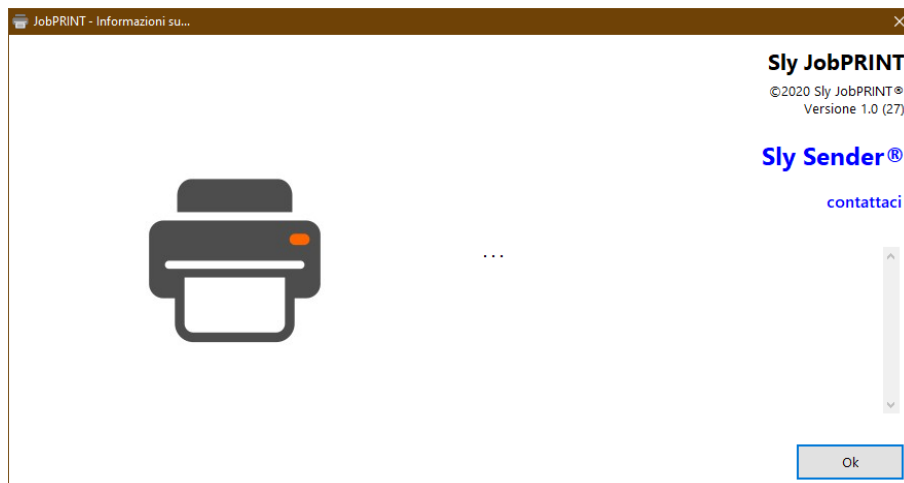 JobPRINT - Informazioni su...
Sly JobPRINT
©2020 Sly JobPRINT®
Versione 1.0 (27)
Sly Sender®
contattaci
...
Ok